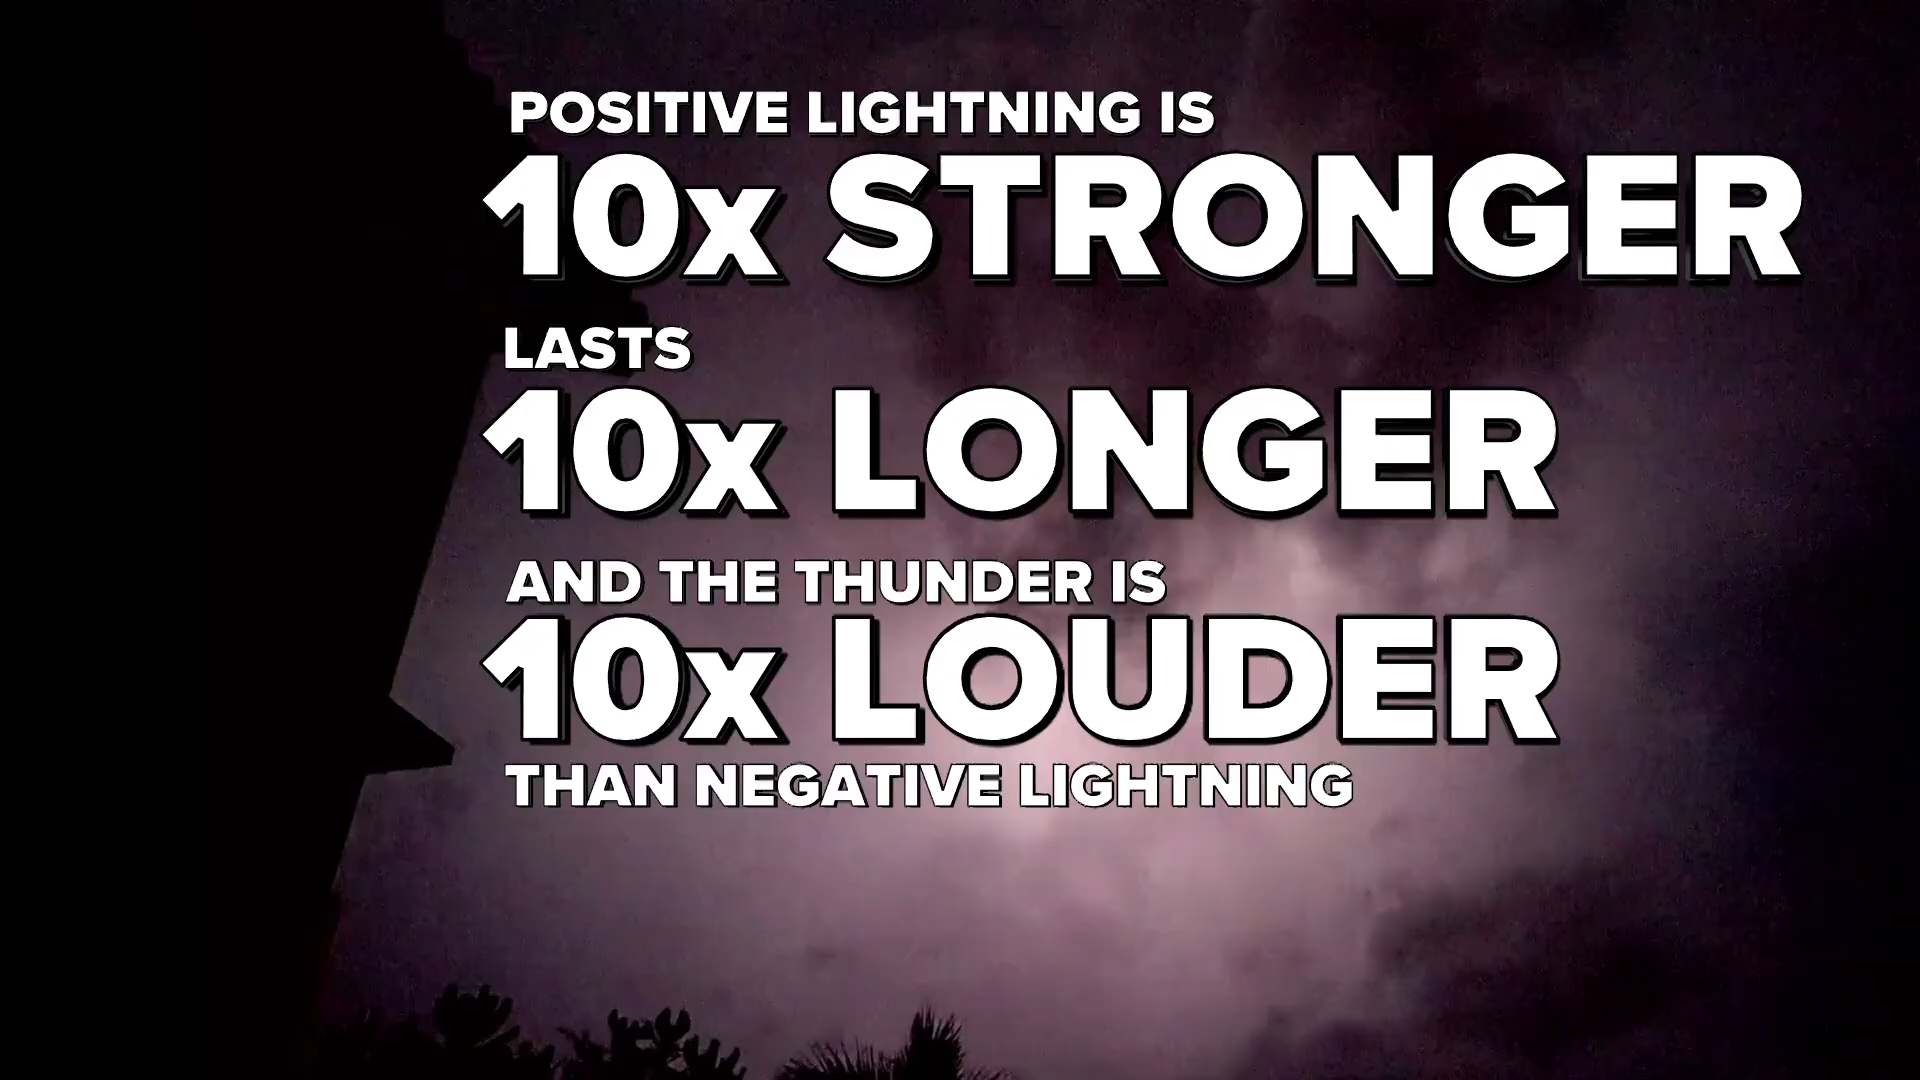 POSITIVE LIGHTNING IS
10x STRONGER
LASTS
10x LONGER
AND THE THUNDER IS
10x LOUDER
THAN NEGATIVE LIGHTNING